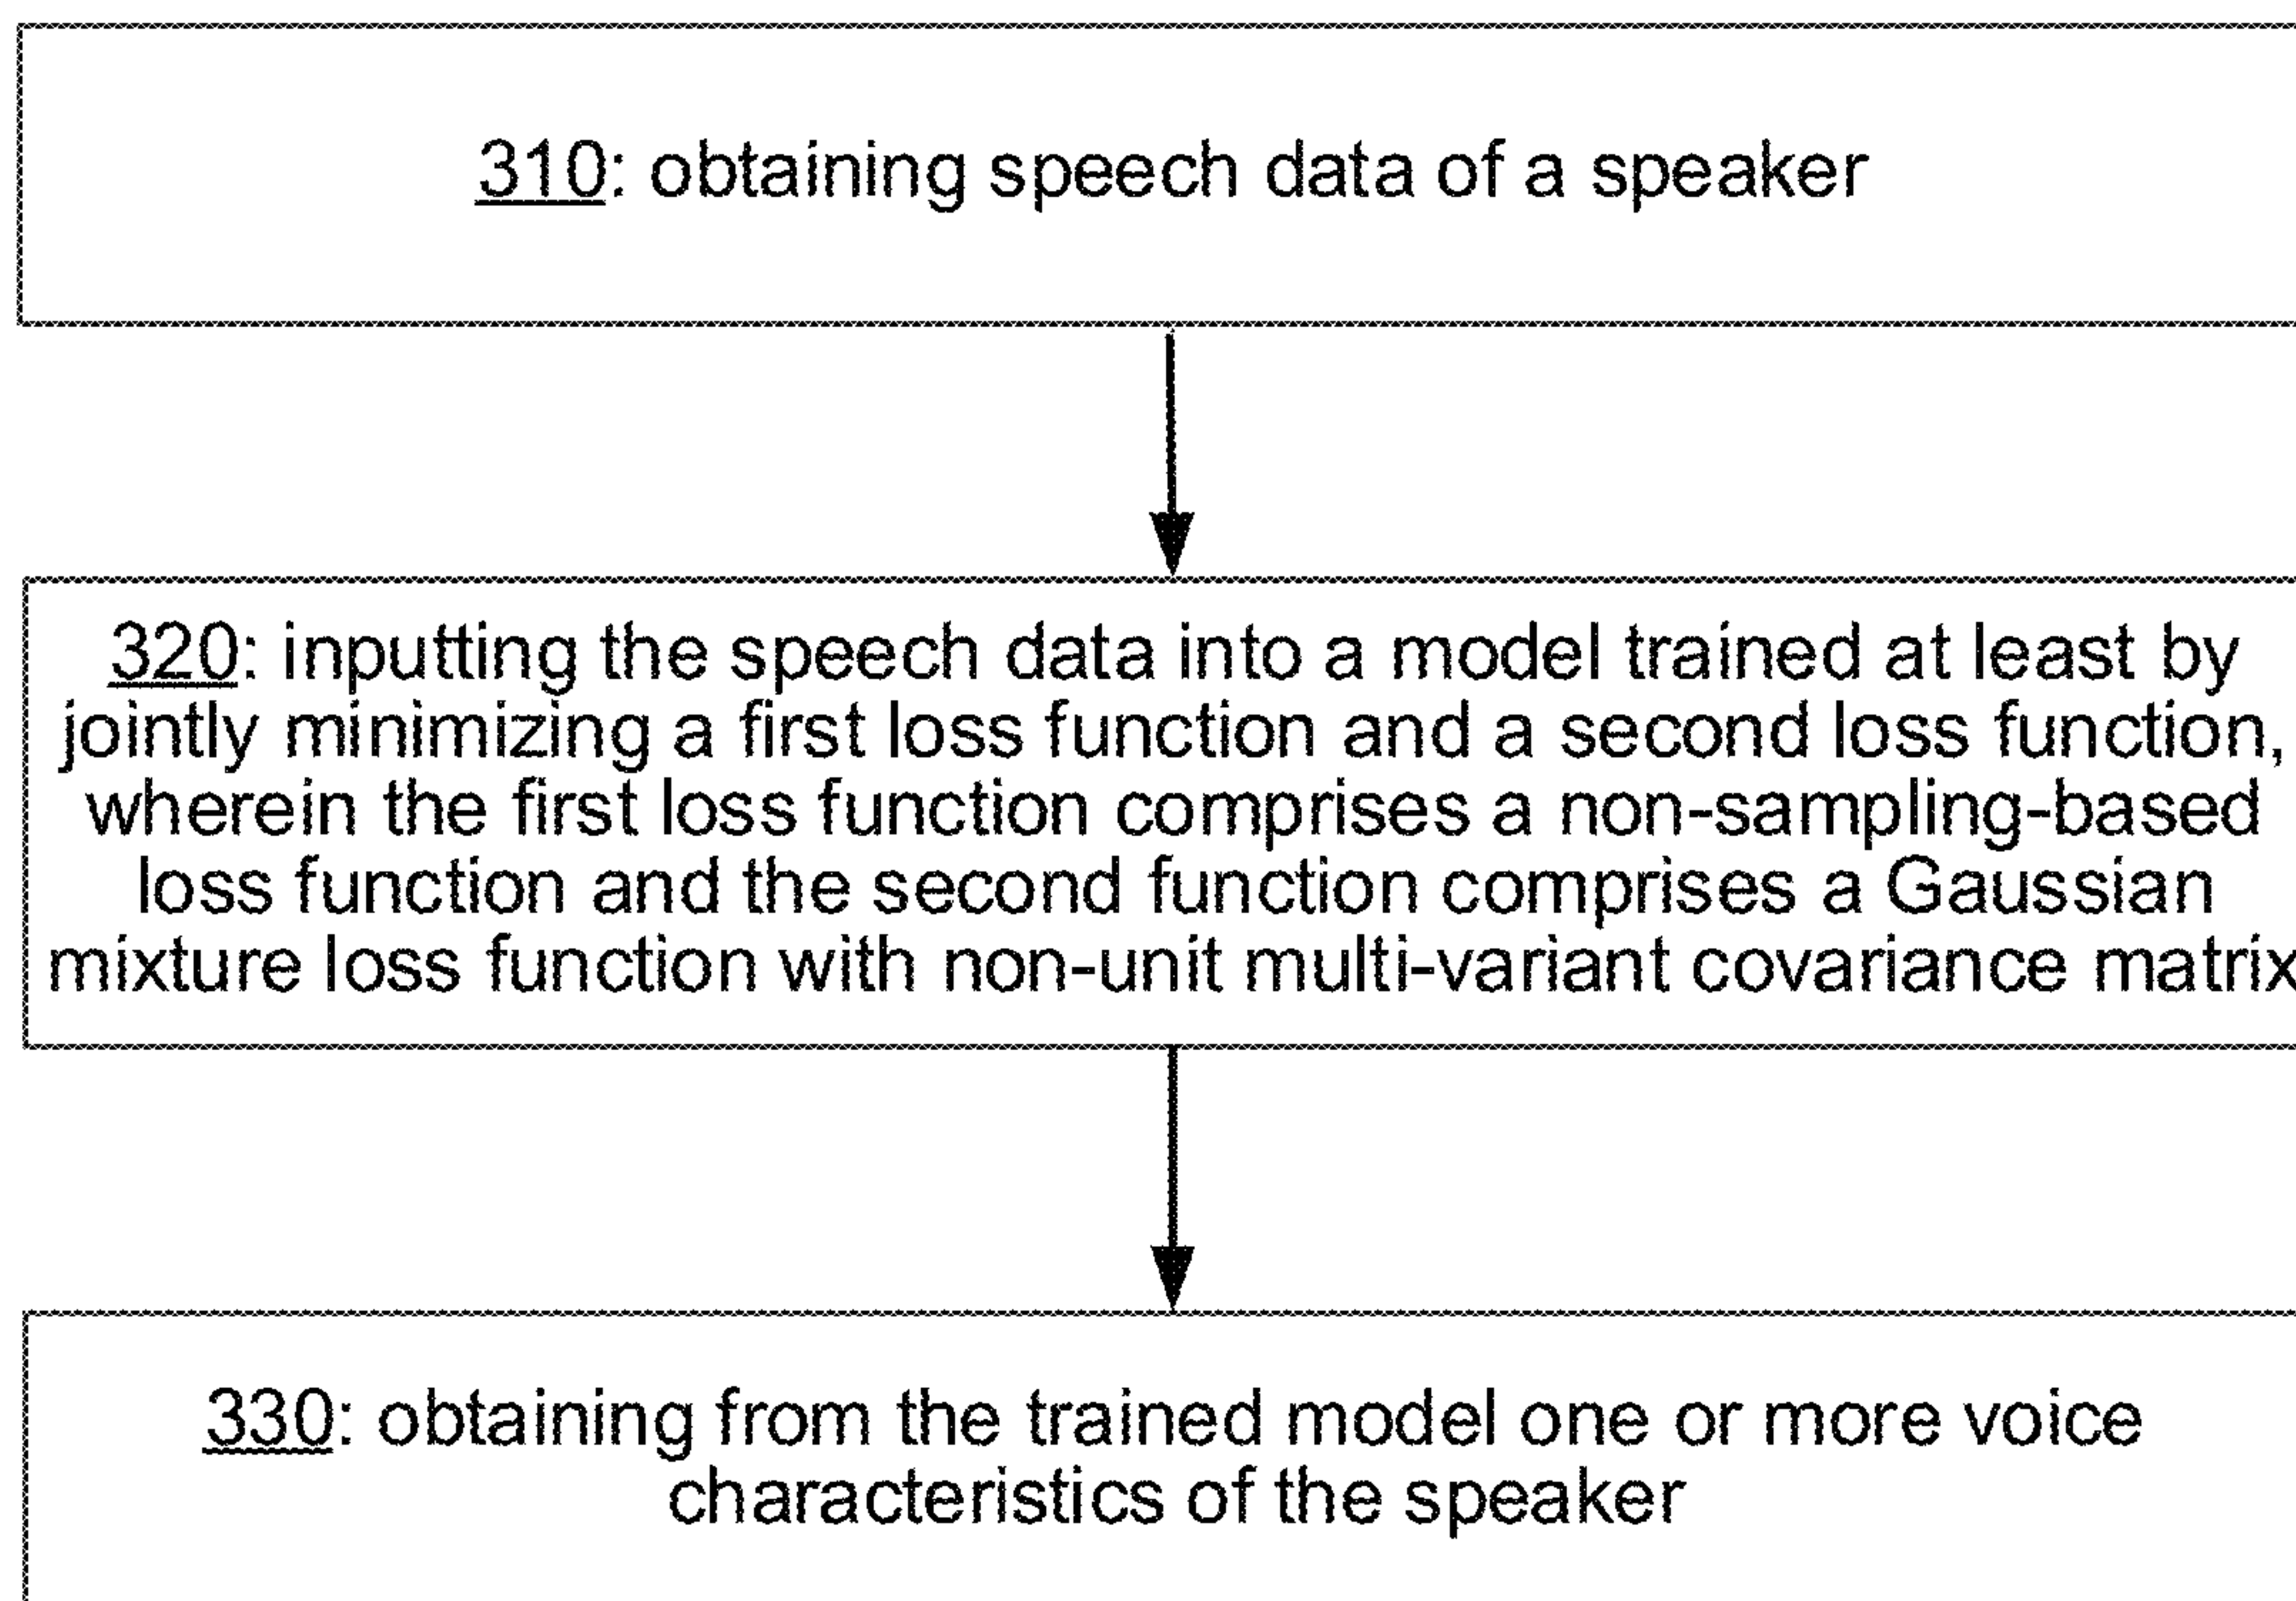 310: obtaining speech data of a speaker
320: inputting the speech data into a model trained at least by
jointly minimizing a first loss function and a second loss function,
wherein the first loss function comprises a non-sampling-based
loss function and the second function comprises a Gaussian
mixture loss function with non-unit multi-variant covariance matrix
330: obtaining from the trained model one or more voice
characteristics of the speaker